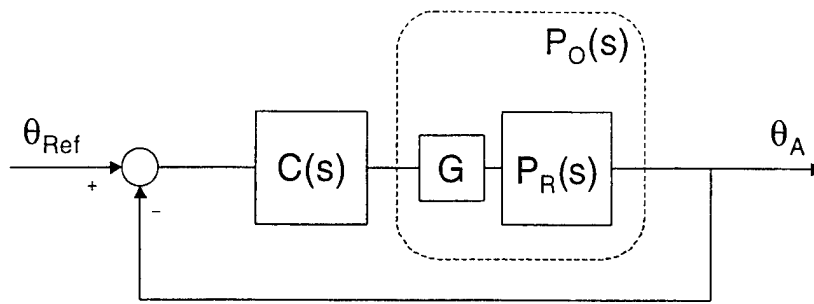 P_O(s)
θ_Ref
+
−
C(s)
G
P_R(s)
θ_A